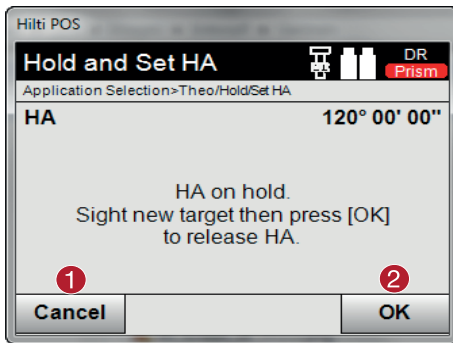 Hilti POS
Hold and Set HA
DR
Prism
Application Selection>Theo/Hold/Set HA
HA 120° 00' 00"
HA on hold.
Sight new target then press [OK]
to release HA.
1 2
Cancel OK